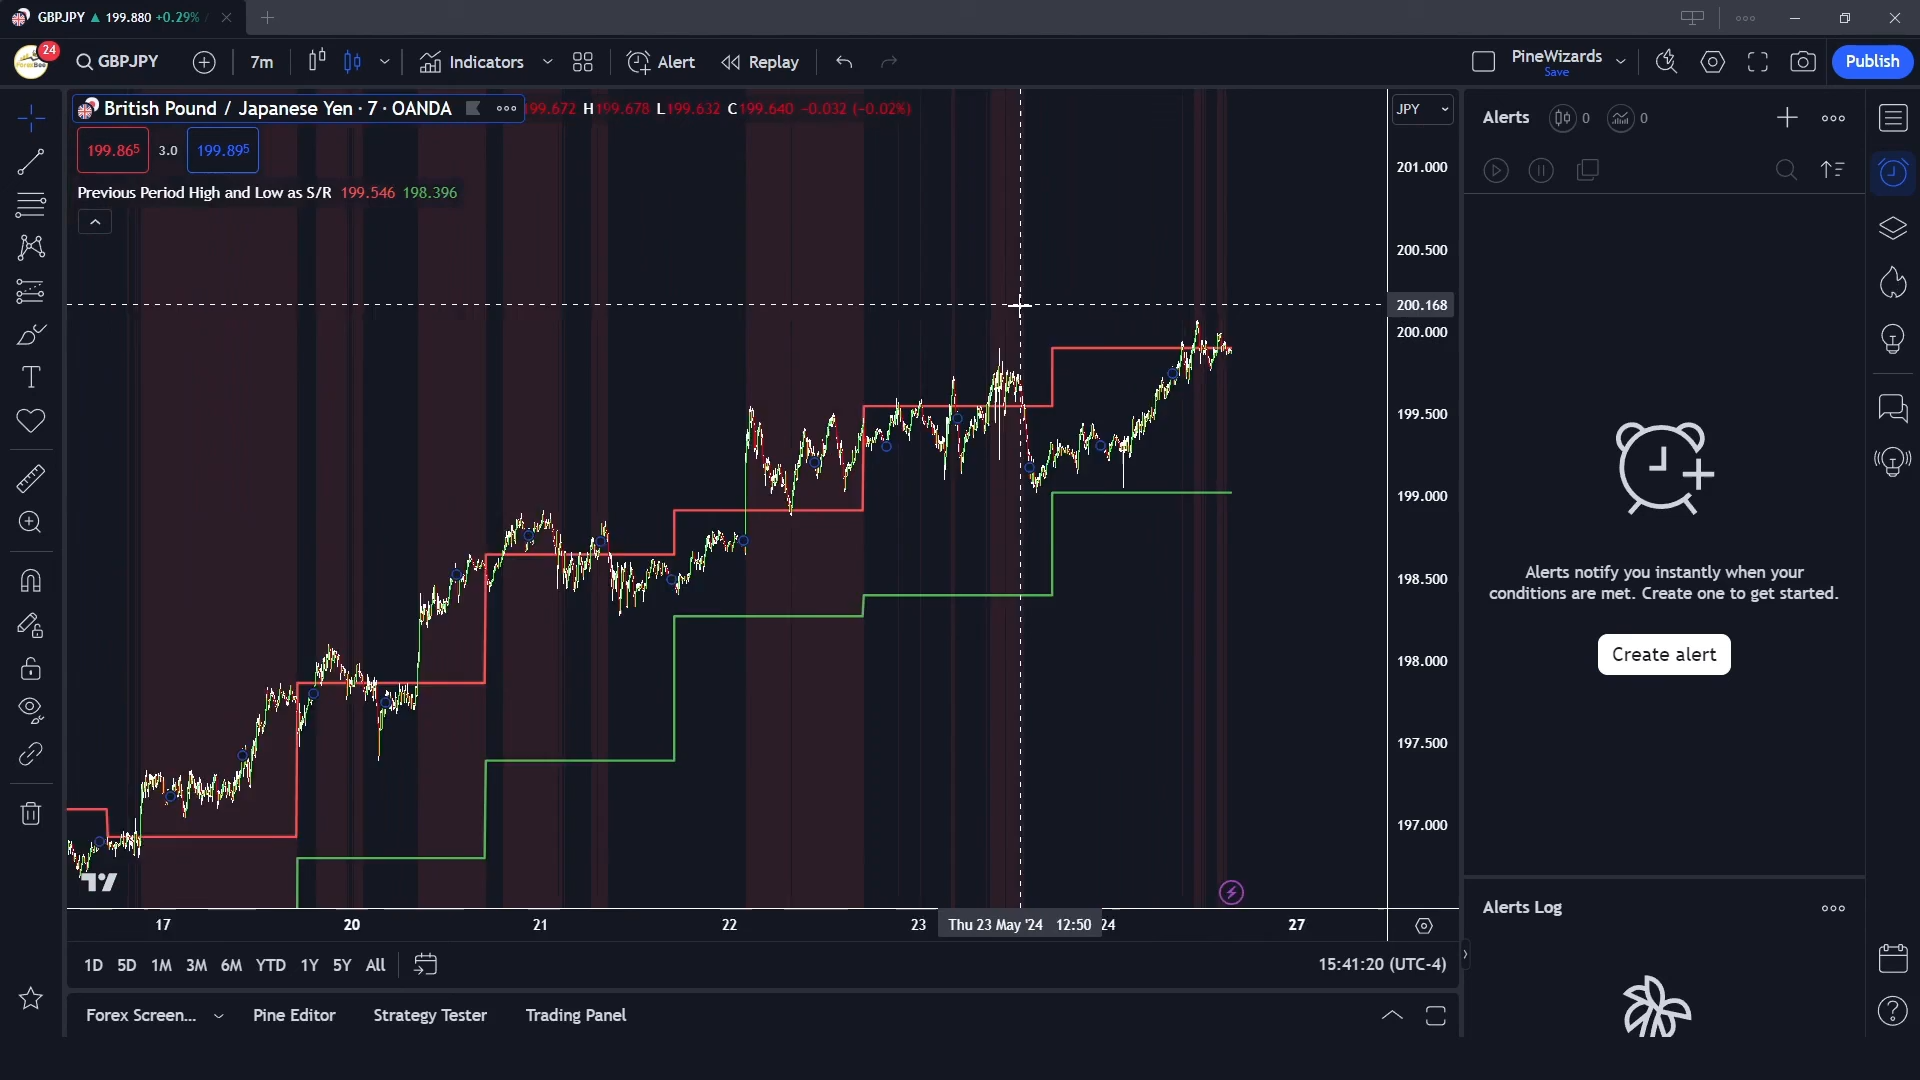 GBPJPY ▲ 199.880 +0.29% /
24
GBPJPY
7m
Indicators
Alert
Replay
PineWizards
Save
Publish
British Pound / Japanese Yen · 7 · OANDA
199.672 H199.678 L199.632 C199.640 −0.032 (−0.02%)
JPY
199.865
3.0
199.895
Previous Period High and Low as S/R 199.546 198.396
201.000
200.500
200.168
200.000
199.500
199.000
198.500
198.000
197.500
197.000
17
20
21
22
23
Thu 23 May '24 12:50
24
27
1D 5D 1M 3M 6M YTD 1Y 5Y All
15:41:20 (UTC-4)
Forex Screen...
Pine Editor
Strategy Tester
Trading Panel
Alerts
0
0
Alerts notify you instantly when your
conditions are met. Create one to get started.
Create alert
Alerts Log